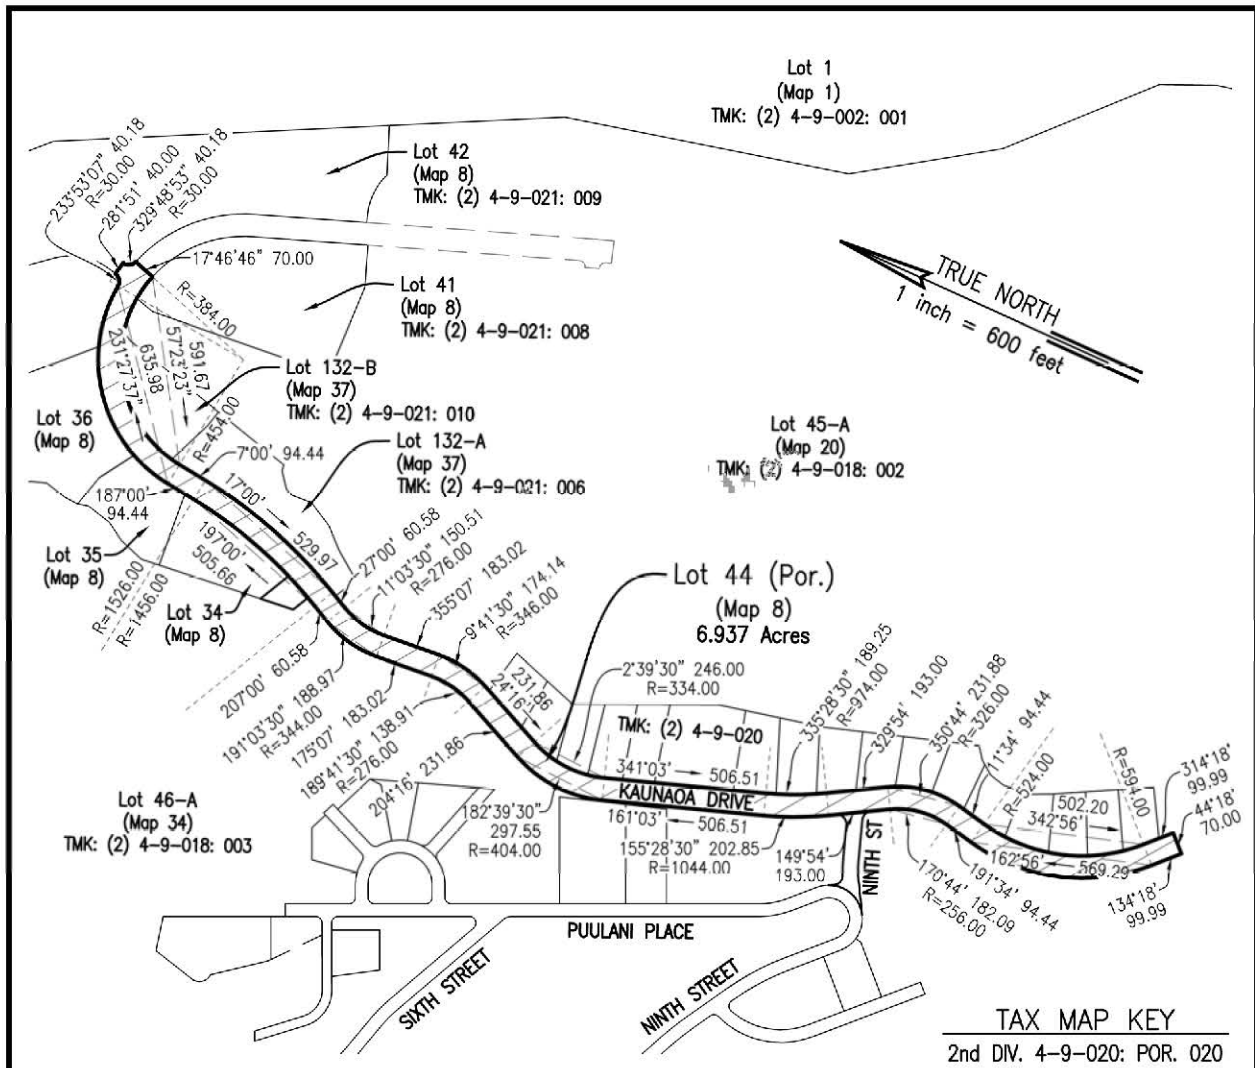 Lot 1
(Map 1)
TMK: (2) 4-9-002: 001
233°53'07" 40.18
R=30.00
281°51' 40.00
329°48'53" 40.18
R=30.00
Lot 42
(Map 8)
TMK: (2) 4-9-021: 009
17°46'46" 70.00
R=384.00
Lot 41
(Map 8)
TMK: (2) 4-9-021: 008
TRUE NORTH
1 inch = 600 feet
231°27'37"
635.98
591.67
57°23'23"
Lot 132-B
(Map 37)
TMK: (2) 4-9-021: 010
Lot 36
(Map 8)
R=454.00
Lot 132-A
(Map 37)
TMK: (2) 4-9-021: 006
Lot 45-A
(Map 20)
TMK: (2) 4-9-018: 002
7°00' 94.44
187°00'
94.44
17°00'
529.97
197°00'
505.66
Lot 35
(Map 8)
R=1526.00
R=1456.00
Lot 34
(Map 8)
27°00' 60.58
11°03'30" 150.51
R=276.00
355°07' 183.02
9°41'30" 174.14
R=346.00
Lot 44 (Por.)
(Map 8)
6.937 Acres
207°00' 60.58
191°03'30" 188.97
R=344.00
175°07' 183.02
189°41'30" 138.91
R=276.00
204°16' 231.86
231.86
24°16'
2°39'30" 246.00
R=334.00
TMK: (2) 4-9-020
335°28'30" 189.25
R=974.00
329°54' 193.00
350°44' 231.88
R=326.00
11°34' 94.44
R=524.00
R=594.00
314°18'
99.99
44°18'
70.00
341°03' 506.51
KAUNAOA DRIVE
161°03' 506.51
502.20
342°56'
162°56' 569.29
182°39'30"
297.55
R=404.00
155°28'30" 202.85
R=1044.00
149°54'
193.00
NINTH ST
170°44' 182.09
R=256.00
191°34' 94.44
134°18'
99.99
Lot 46-A
(Map 34)
TMK: (2) 4-9-018: 003
PUULANI PLACE
SIXTH STREET
NINTH STREET
TAX MAP KEY
2nd DIV. 4-9-020: POR. 020